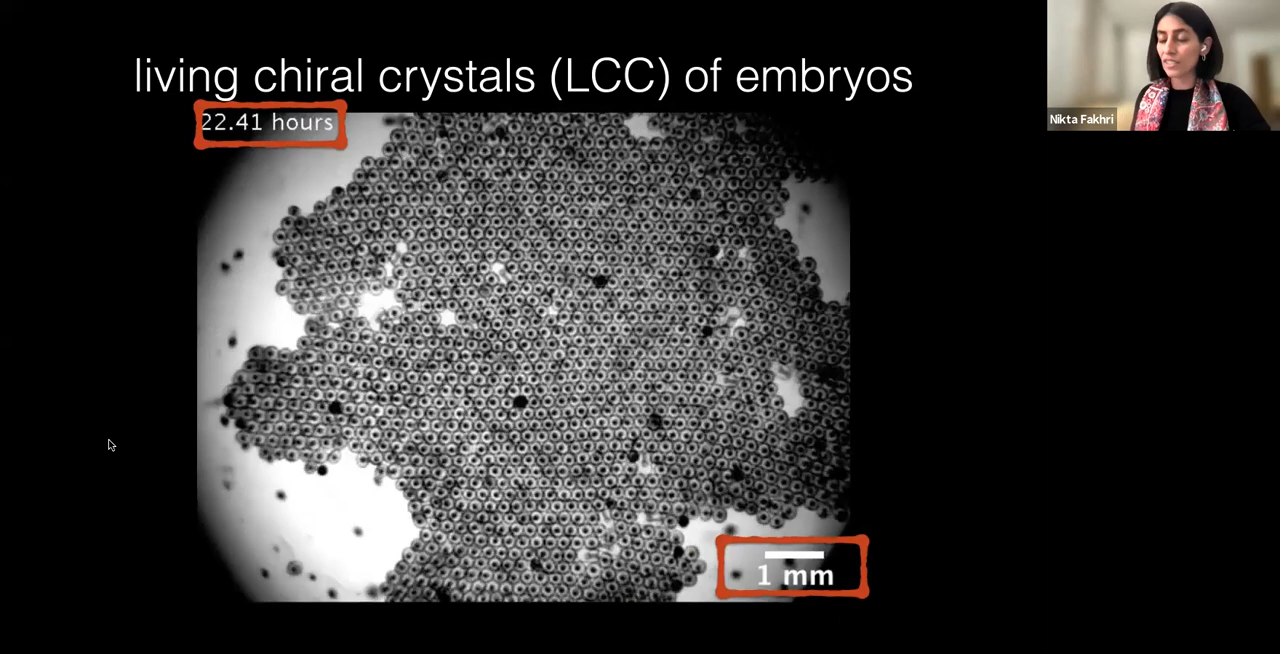 living chiral crystals (LCC) of embryos
22.41 hours
Nikta Fakhri
1 mm